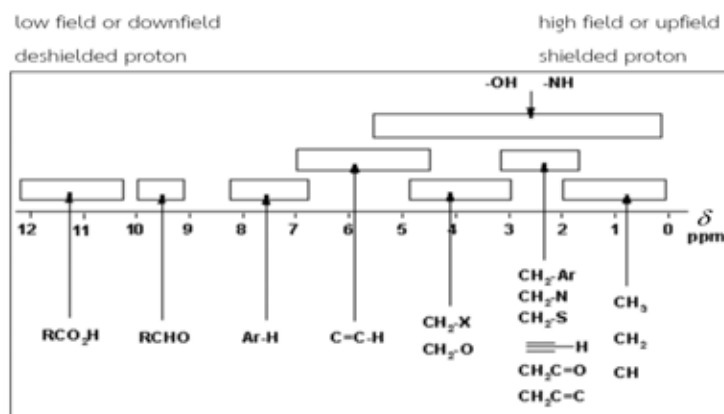 low field or downfield
high field or upfield
deshielded proton
shielded proton
-OH -NH
12 11 10 9 8 7 6 5 4 3 2 1 0 δ
ppm
RCO₂H
RCHO
Ar-H
C=C-H
CH₂-X
CH₂-O
CH₂-Ar
CH₂-N
CH₂-S
≡—H
CH₂C=O
CH₂C=C
CH₃
CH₂
CH